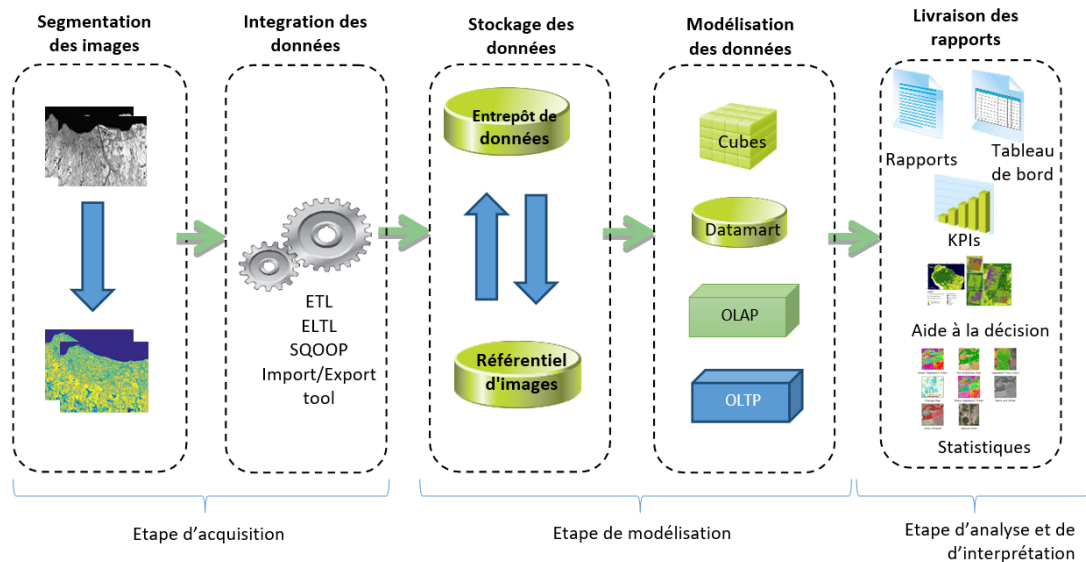 Segmentation
des images
Integration des
données
Stockage des
données
Modélisation
des données
Livraison des
rapports
ETL
ELTL
SQOOP
Import/Export
tool
Entrepôt de
données
Référentiel
d'images
Cubes
Datamart
OLAP
OLTP
Rapports
Tableau
de bord
KPIs
Aide à la décision
Statistiques
Etape d'acquisition
Etape de modélisation
Etape d'analyse et de
d'interprétation